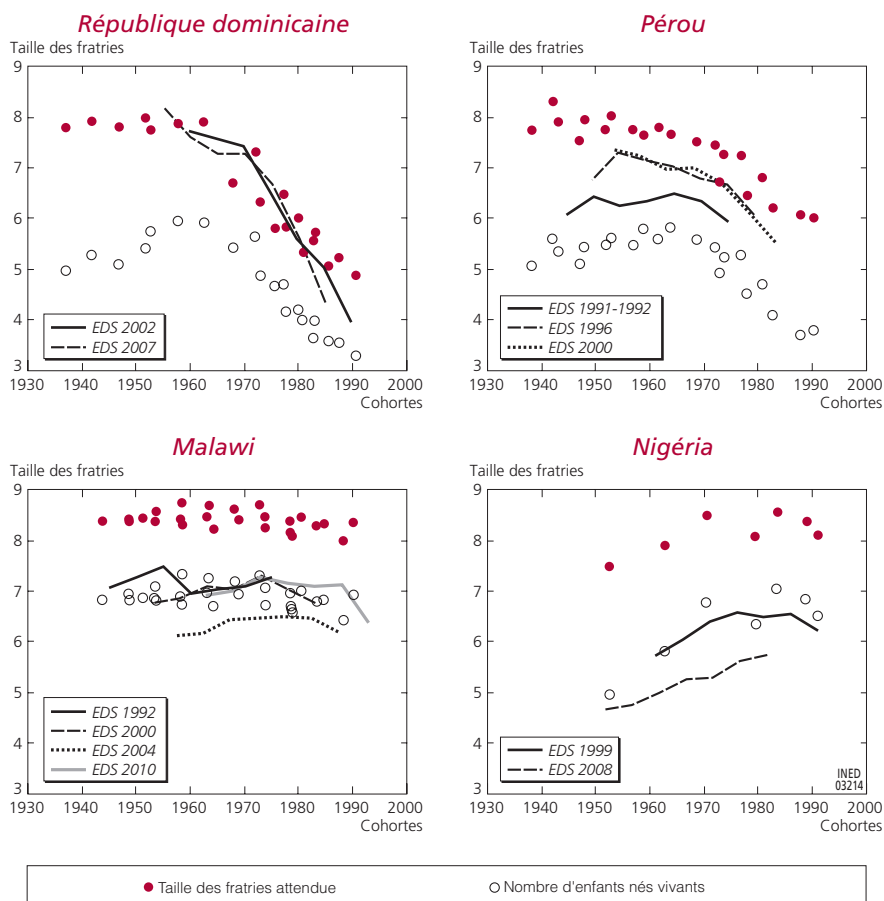 République dominicaine
Taille des fratries
9
8
7
6
5
4
3
EDS 2002
EDS 2007
1930 1940 1950 1960 1970 1980 1990 2000
Cohortes
Pérou
Taille des fratries
9
8
7
6
5
4
3
EDS 1991-1992
EDS 1996
EDS 2000
1930 1940 1950 1960 1970 1980 1990 2000
Cohortes
Malawi
Taille des fratries
9
8
7
6
5
4
3
EDS 1992
EDS 2000
EDS 2004
EDS 2010
1930 1940 1950 1960 1970 1980 1990 2000
Cohortes
Nigéria
Taille des fratries
9
8
7
6
5
4
3
EDS 1999
EDS 2008
INED
03214
1930 1940 1950 1960 1970 1980 1990 2000
Cohortes
Taille des fratries attendue
Nombre d'enfants nés vivants